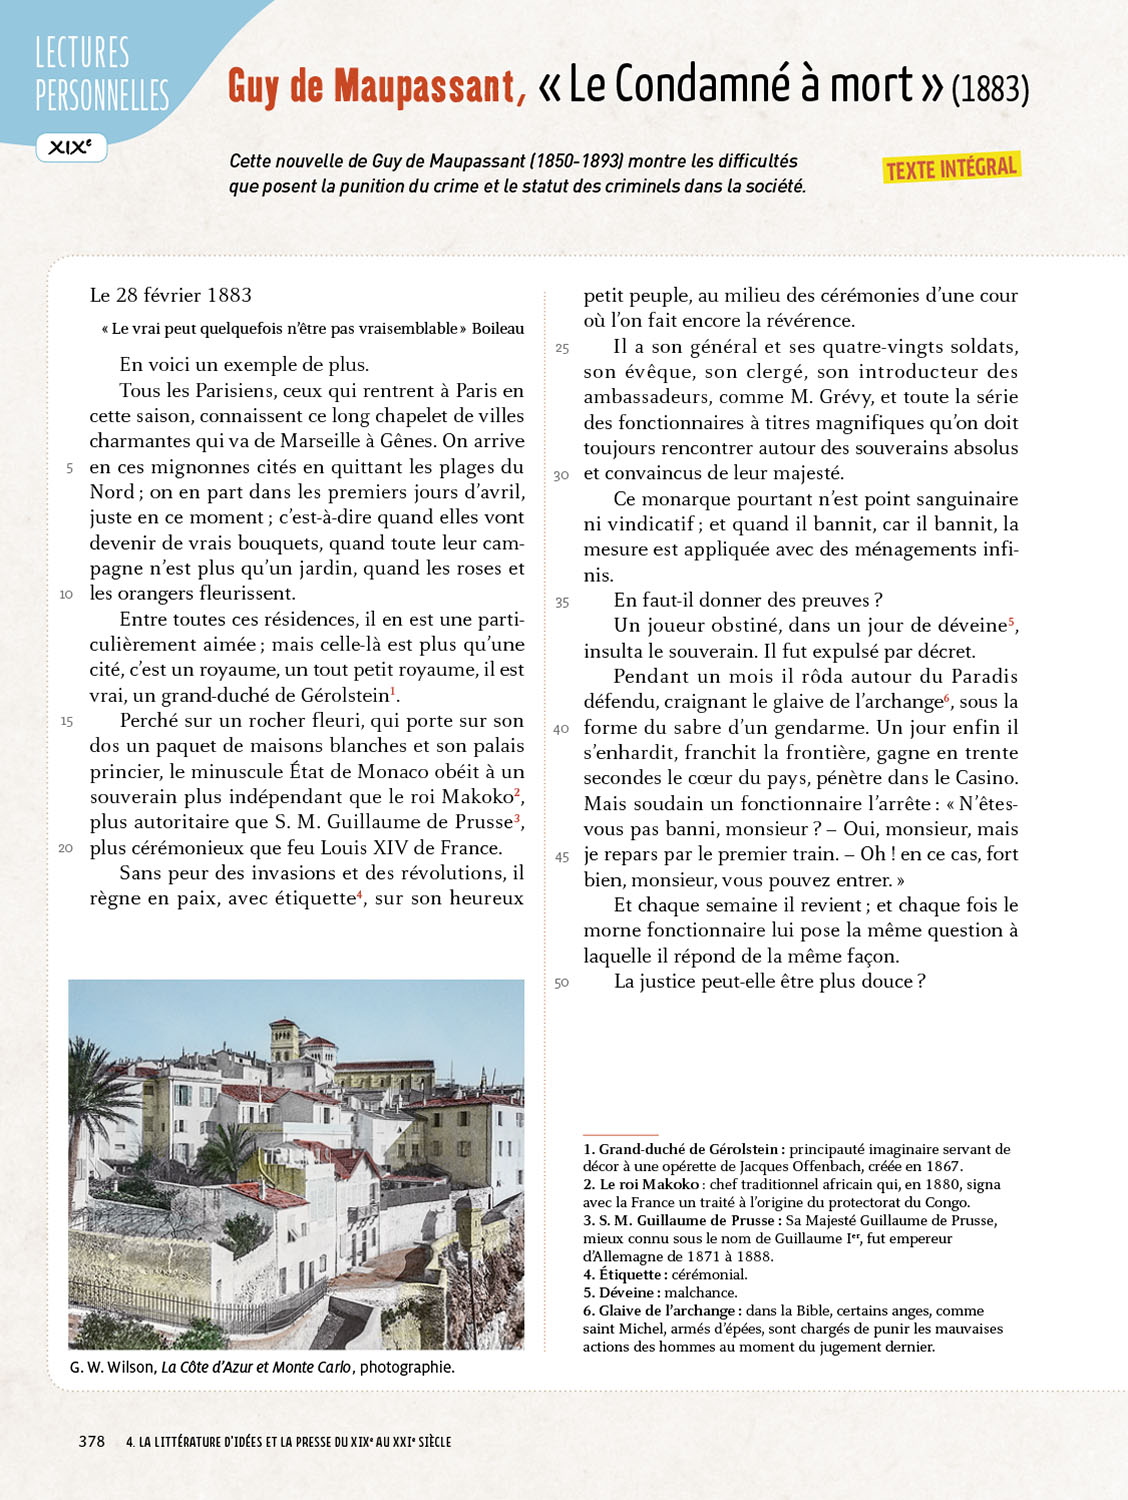 LECTURES
PERSONNELLES
XIXe
Guy de Maupassant, « Le Condamné à mort » (1883)
Cette nouvelle de Guy de Maupassant (1850-1893) montre les difficultés
que posent la punition du crime et le statut des criminels dans la société.
TEXTE INTÉGRAL
Le 28 février 1883
« Le vrai peut quelquefois n’être pas vraisemblable » Boileau
En voici un exemple de plus.
Tous les Parisiens, ceux qui rentrent à Paris en
cette saison, connaissent ce long chapelet de villes
charmantes qui va de Marseille à Gênes. On arrive
5 en ces mignonnes cités en quittant les plages du
Nord ; on en part dans les premiers jours d’avril,
juste en ce moment ; c’est-à-dire quand elles vont
devenir de vrais bouquets, quand toute leur cam-
pagne n’est plus qu’un jardin, quand les roses et
10 les orangers fleurissent.
Entre toutes ces résidences, il en est une parti-
culièrement aimée ; mais celle-là est plus qu’une
cité, c’est un royaume, un tout petit royaume, il est
vrai, un grand-duché de Gérolstein1.
15 Perché sur un rocher fleuri, qui porte sur son
dos un paquet de maisons blanches et son palais
princier, le minuscule État de Monaco obéit à un
souverain plus indépendant que le roi Makoko2,
plus autoritaire que S. M. Guillaume de Prusse3,
20 plus cérémonieux que feu Louis XIV de France.
Sans peur des invasions et des révolutions, il
règne en paix, avec étiquette4, sur son heureux
petit peuple, au milieu des cérémonies d’une cour
où l’on fait encore la révérence.
25 Il a son général et ses quatre-vingts soldats,
son évêque, son clergé, son introducteur des
ambassadeurs, comme M. Grévy, et toute la série
des fonctionnaires à titres magnifiques qu’on doit
toujours rencontrer autour des souverains absolus
30 et convaincus de leur majesté.
Ce monarque pourtant n’est point sanguinaire
ni vindicatif ; et quand il bannit, car il bannit, la
mesure est appliquée avec des ménagements infi-
nis.
35 En faut-il donner des preuves ?
Un joueur obstiné, dans un jour de déveine5,
insulta le souverain. Il fut expulsé par décret.
Pendant un mois il rôda autour du Paradis
défendu, craignant le glaive de l’archange6, sous la
40 forme du sabre d’un gendarme. Un jour enfin il
s’enhardit, franchit la frontière, gagne en trente
secondes le cœur du pays, pénètre dans le Casino.
Mais soudain un fonctionnaire l’arrête : « N’êtes-
vous pas banni, monsieur ? – Oui, monsieur, mais
45 je repars par le premier train. – Oh ! en ce cas, fort
bien, monsieur, vous pouvez entrer. »
Et chaque semaine il revient ; et chaque fois le
morne fonctionnaire lui pose la même question à
laquelle il répond de la même façon.
50 La justice peut-elle être plus douce ?
G. W. Wilson, La Côte d’Azur et Monte Carlo, photographie.
1. Grand-duché de Gérolstein : principauté imaginaire servant de
décor à une opérette de Jacques Offenbach, créée en 1867.
2. Le roi Makoko : chef traditionnel africain qui, en 1880, signa
avec la France un traité à l’origine du protectorat du Congo.
3. S. M. Guillaume de Prusse : Sa Majesté Guillaume de Prusse,
mieux connu sous le nom de Guillaume Ier, fut empereur
d’Allemagne de 1871 à 1888.
4. Étiquette : cérémonial.
5. Déveine : malchance.
6. Glaive de l’archange : dans la Bible, certains anges, comme
saint Michel, armés d’épées, sont chargés de punir les mauvaises
actions des hommes au moment du jugement dernier.
378 4. LA LITTÉRATURE D’IDÉES ET LA PRESSE DU XIXe AU XXIe SIÈCLE